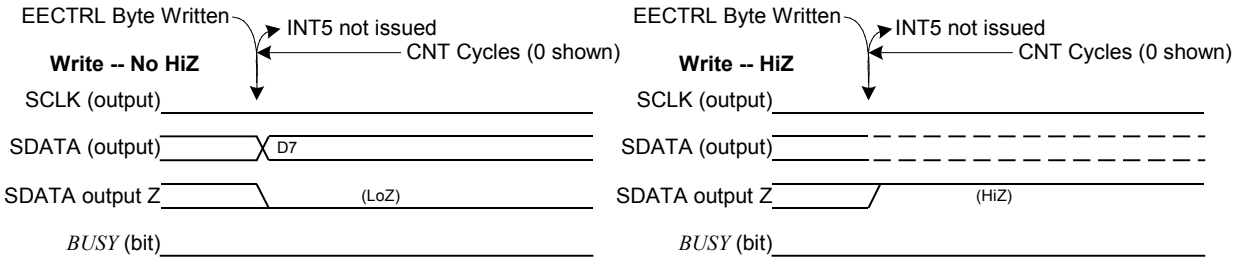 EECTRL Byte Written
INT5 not issued
CNT Cycles (0 shown)
Write -- No HiZ
SCLK (output)
SDATA (output)
D7
SDATA output Z
(LoZ)
BUSY (bit)
EECTRL Byte Written
INT5 not issued
CNT Cycles (0 shown)
Write -- HiZ
SCLK (output)
SDATA (output)
SDATA output Z
(HiZ)
BUSY (bit)